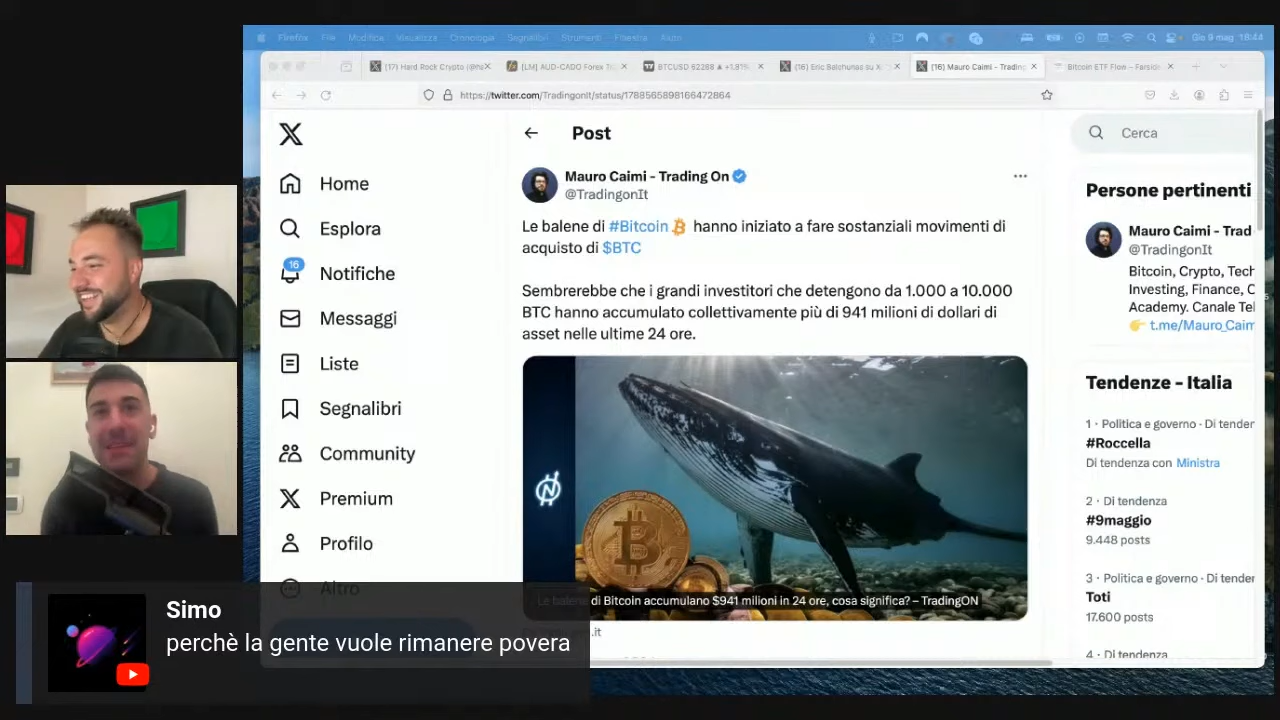 Firefox File Modifica Visualizza Cronologia Segnalibri Strumenti Finestra Aiuto
Gio 9 mag 18:44
(17) Hard Rock Crypto
[LM] AUD-CADO Forex
BTCUSD 62288 ▲ +1.81%
(16) Eric Balchunas su X
(16) Mauro Caimi - Trading
Bitcoin ETF Flow – Farside
https://twitter.com/TradingonIt/status/1788565898166472864
Post
Cerca
Home
Esplora
16
Notifiche
Messaggi
Liste
Segnalibri
Community
Premium
Profilo
Altro
Mauro Caimi - Trading On
@TradingonIt
Le balene di #Bitcoin hanno iniziato a fare sostanziali movimenti di
acquisto di $BTC
Sembrerebbe che i grandi investitori che detengono da 1.000 a 10.000
BTC hanno accumulato collettivamente più di 941 milioni di dollari di
asset nelle ultime 24 ore.
Le balene di Bitcoin accumulano $941 milioni in 24 ore, cosa significa? – TradingON
.it
Persone pertinenti
Mauro Caimi - Trad
@TradingonIt
Bitcoin, Crypto, Tech
Investing, Finance, C
Academy. Canale Tel
t.me/Mauro_Caim
Tendenze – Italia
1 · Politica e governo · Di tender
#Roccella
Di tendenza con Ministra
2 · Di tendenza
#9maggio
9.448 posts
3 · Politica e governo · Di tender
Toti
17.600 posts
4 · Di tendenza
Simo
perchè la gente vuole rimanere povera